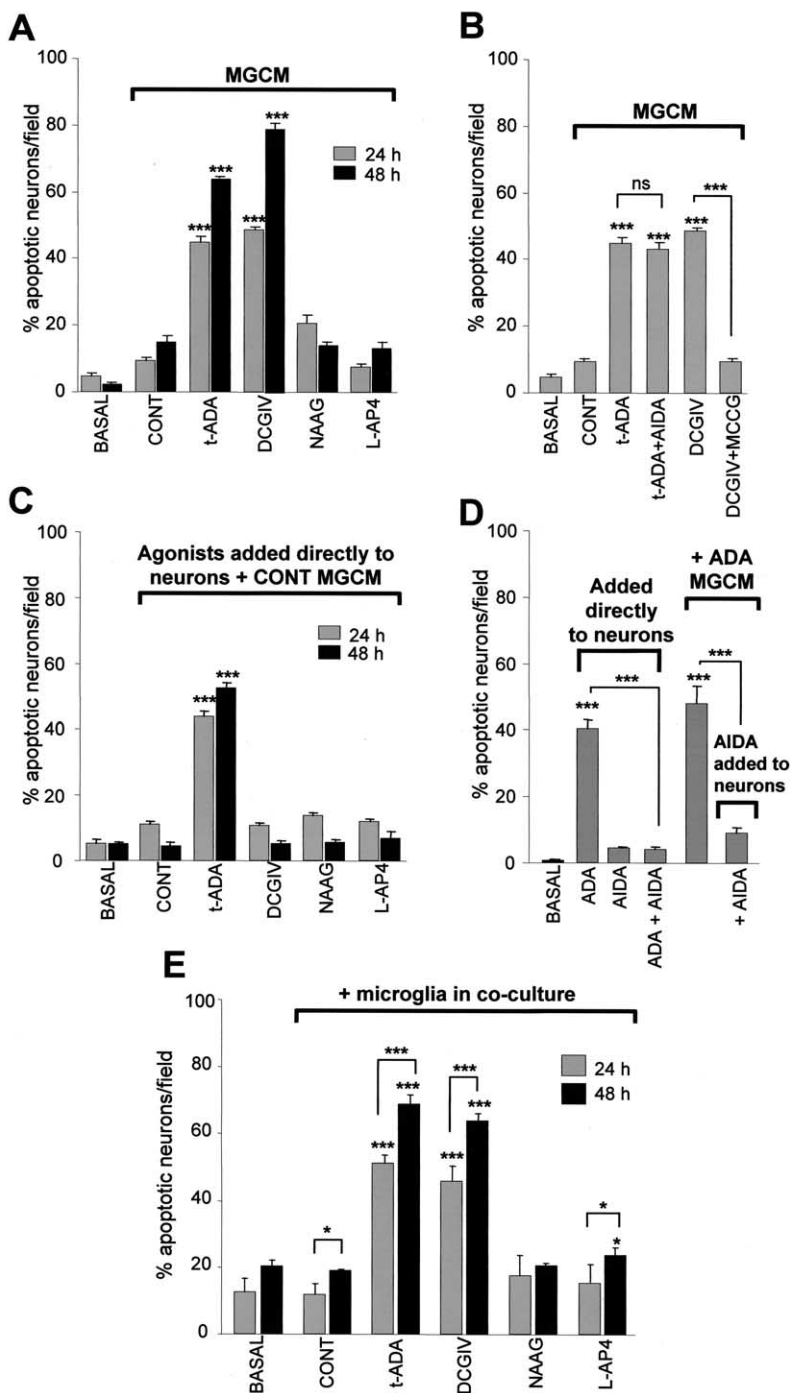 A
% apoptotic neurons/field
100
80
60
40
20
0
MGCM
24 h
48 h
***
***
***
***
BASAL
CONT
t-ADA
DCGIV
NAAG
L-AP4
B
% apoptotic neurons/field
100
80
60
40
20
0
MGCM
ns
***
***
***
***
BASAL
CONT
t-ADA
t-ADA+AIDA
DCGIV
DCGIV+MCCG
C
% apoptotic neurons/field
100
80
60
40
20
0
Agonists added directly to
neurons + CONT MGCM
24 h
48 h
***
***
BASAL
CONT
t-ADA
DCGIV
NAAG
L-AP4
D
% apoptotic neurons/field
100
80
60
40
20
0
Added
directly
to neurons
***
***
+ ADA
MGCM
***
***
AIDA
added to
neurons
BASAL
ADA
AIDA
ADA + AIDA
+ AIDA
E
% apoptotic neurons/field
100
80
60
40
20
0
+ microglia in co-culture
24 h
48 h
*
***
***
***
***
***
***
*
*
BASAL
CONT
t-ADA
DCGIV
NAAG
L-AP4